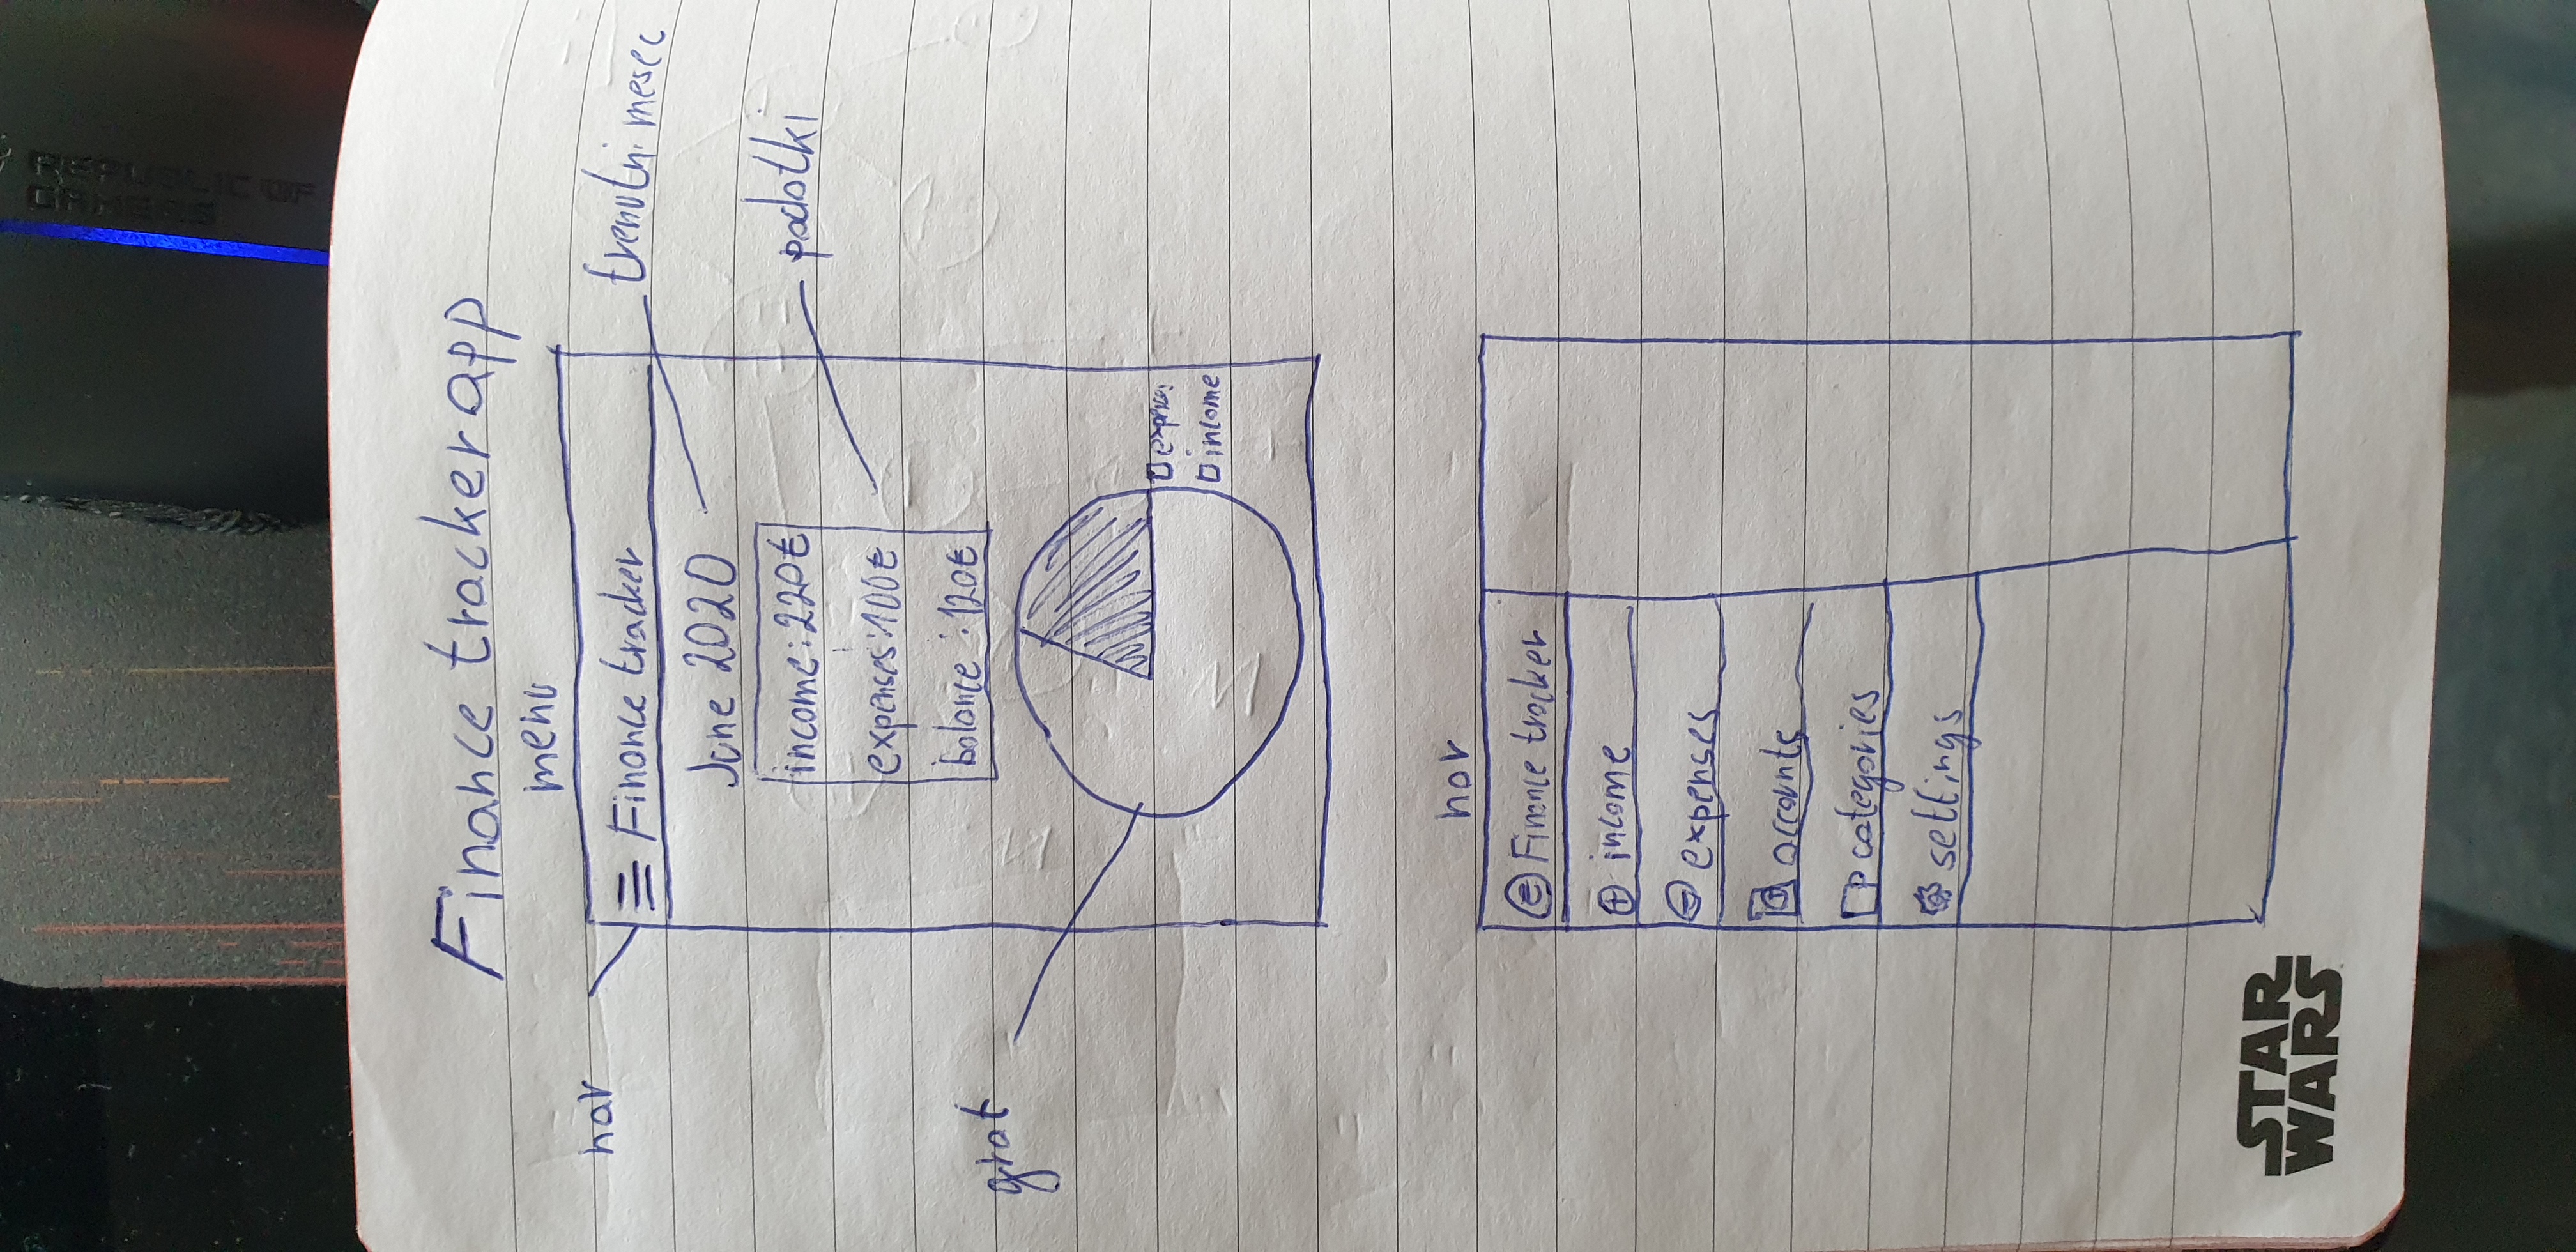 REPUBLIC OF
GAMERS
Finance tracker app
menu
nav
Finance tracker
trenutni mesec
June 2020
income: 220€
podatki
expenses: 100€
balance : 120€
graf
expenses
income
nav
e Finance tracker
income
expenses
accounts
categories
settings
STAR
WARS